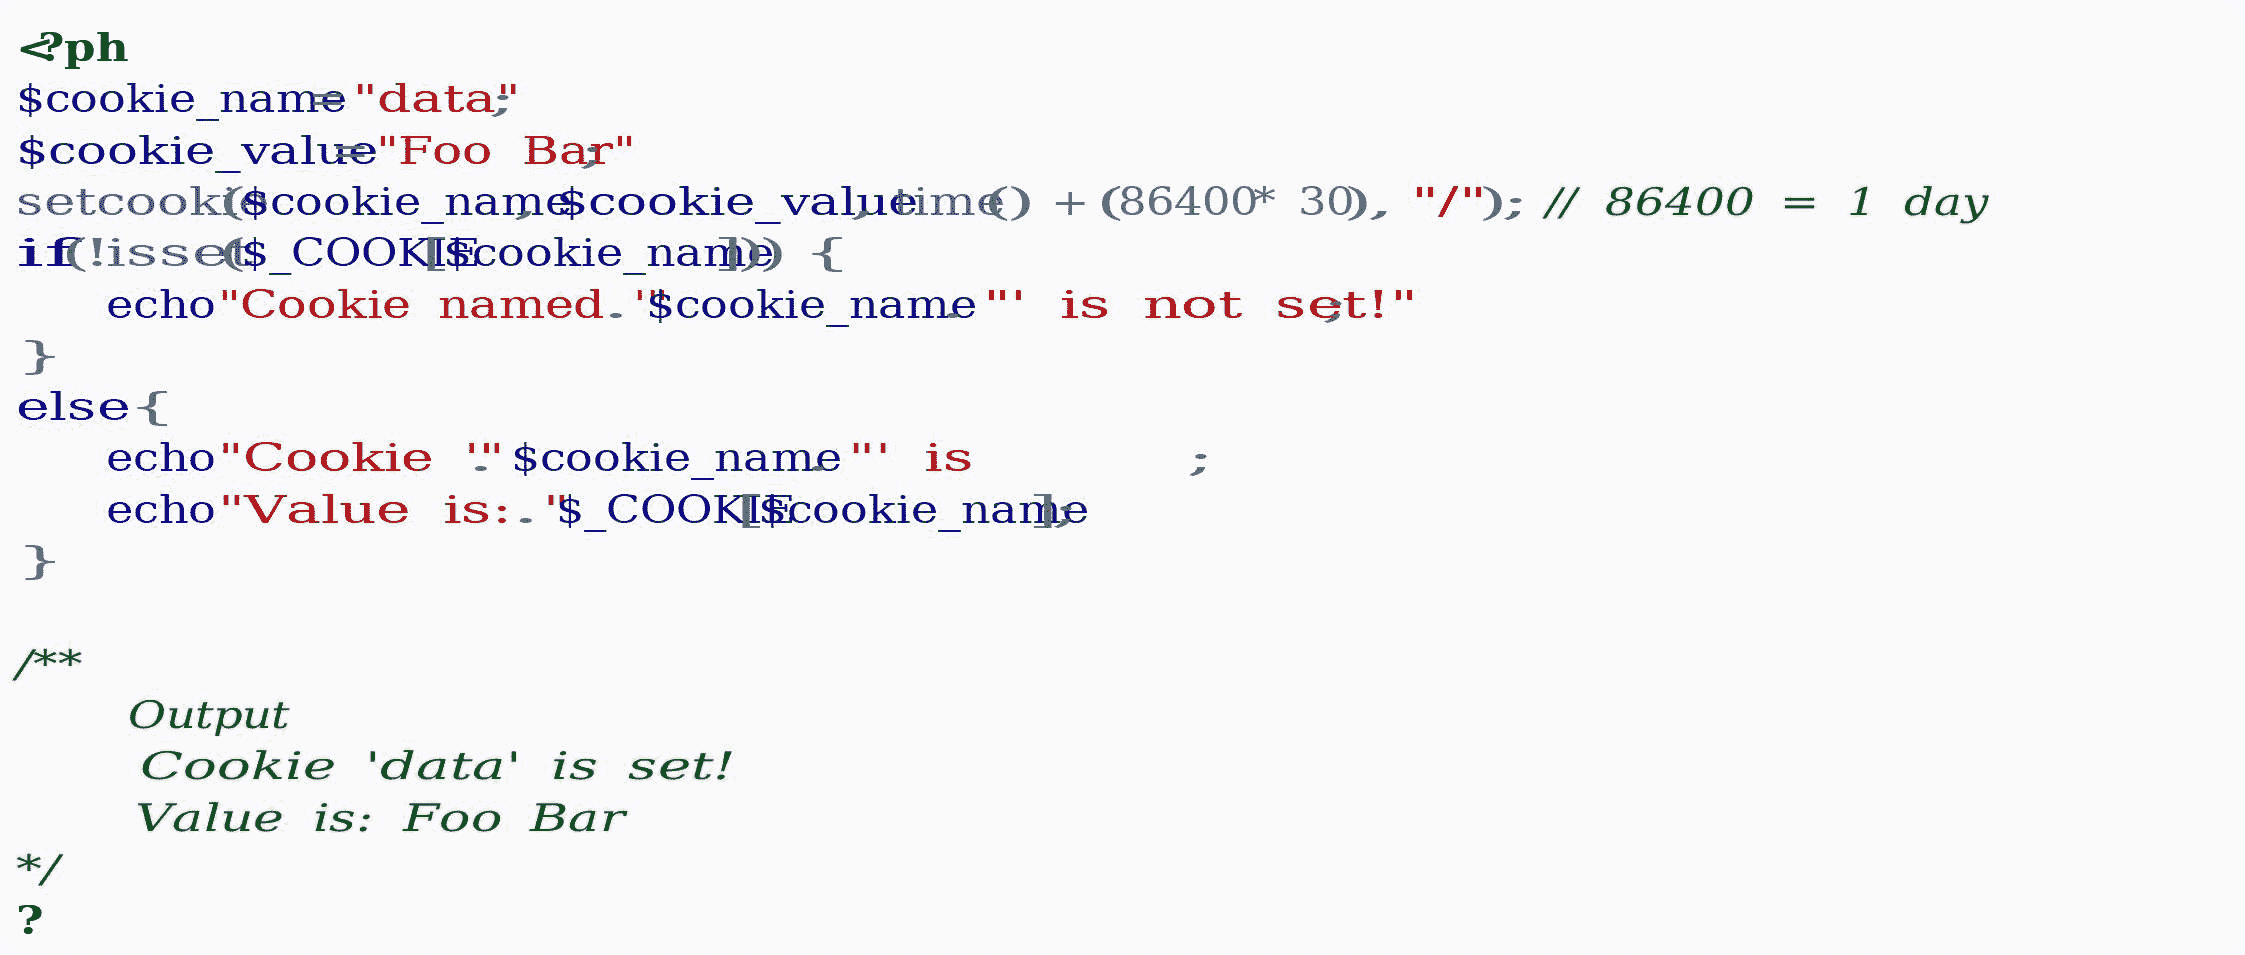 <?ph
$cookie_name= "data";
$cookie_value= "Foo Bar";
setcookie($cookie_name, $cookie_value, time() + (86400* 30), "/"); // 86400 = 1 day
if(!isset($_COOKIE[$cookie_name])) {
echo "Cookie named '". $cookie_name. "' is not set!";
}
else{
echo "Cookie '". $cookie_name. "' is ;
echo "Value is: ". $_COOKIE[$cookie_name];
}
/**
Output
Cookie 'data' is set!
Value is: Foo Bar
*/
?